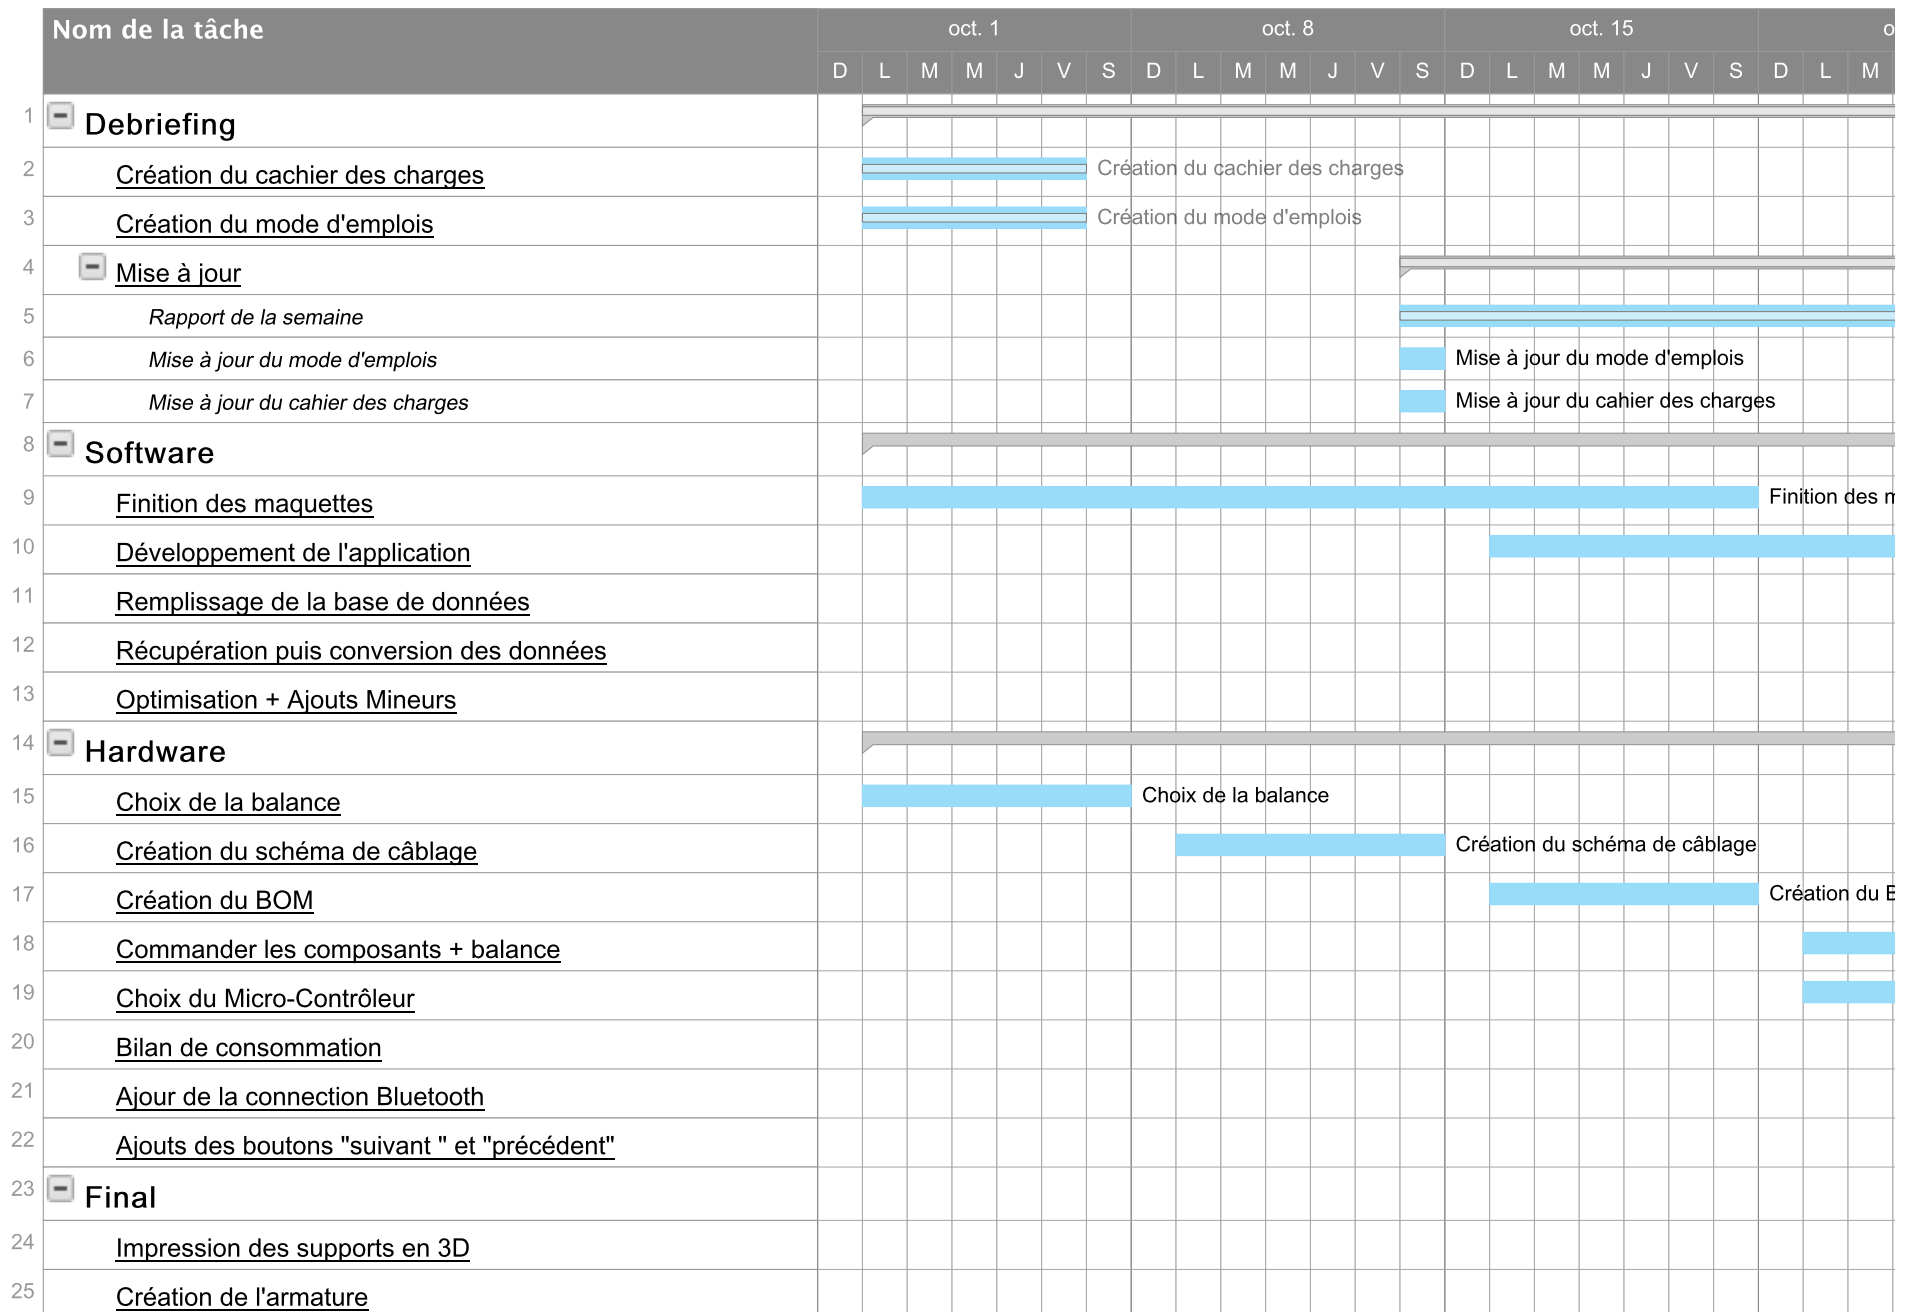 Nom de la tâche
oct. 1 oct. 8 oct. 15 o
D L M M J V S D L M M J V S D L M M J V S D L M
1 Debriefing
2 Création du cachier des charges Création du cachier des charges
3 Création du mode d'emplois Création du mode d'emplois
4 Mise à jour
5 Rapport de la semaine
6 Mise à jour du mode d'emplois Mise à jour du mode d'emplois
7 Mise à jour du cahier des charges Mise à jour du cahier des charges
8 Software
9 Finition des maquettes Finition des m
10 Développement de l'application
11 Remplissage de la base de données
12 Récupération puis conversion des données
13 Optimisation + Ajouts Mineurs
14 Hardware
15 Choix de la balance Choix de la balance
16 Création du schéma de câblage Création du schéma de câblage
17 Création du BOM Création du B
18 Commander les composants + balance
19 Choix du Micro-Contrôleur
20 Bilan de consommation
21 Ajour de la connection Bluetooth
22 Ajouts des boutons "suivant " et "précédent"
23 Final
24 Impression des supports en 3D
25 Création de l'armature